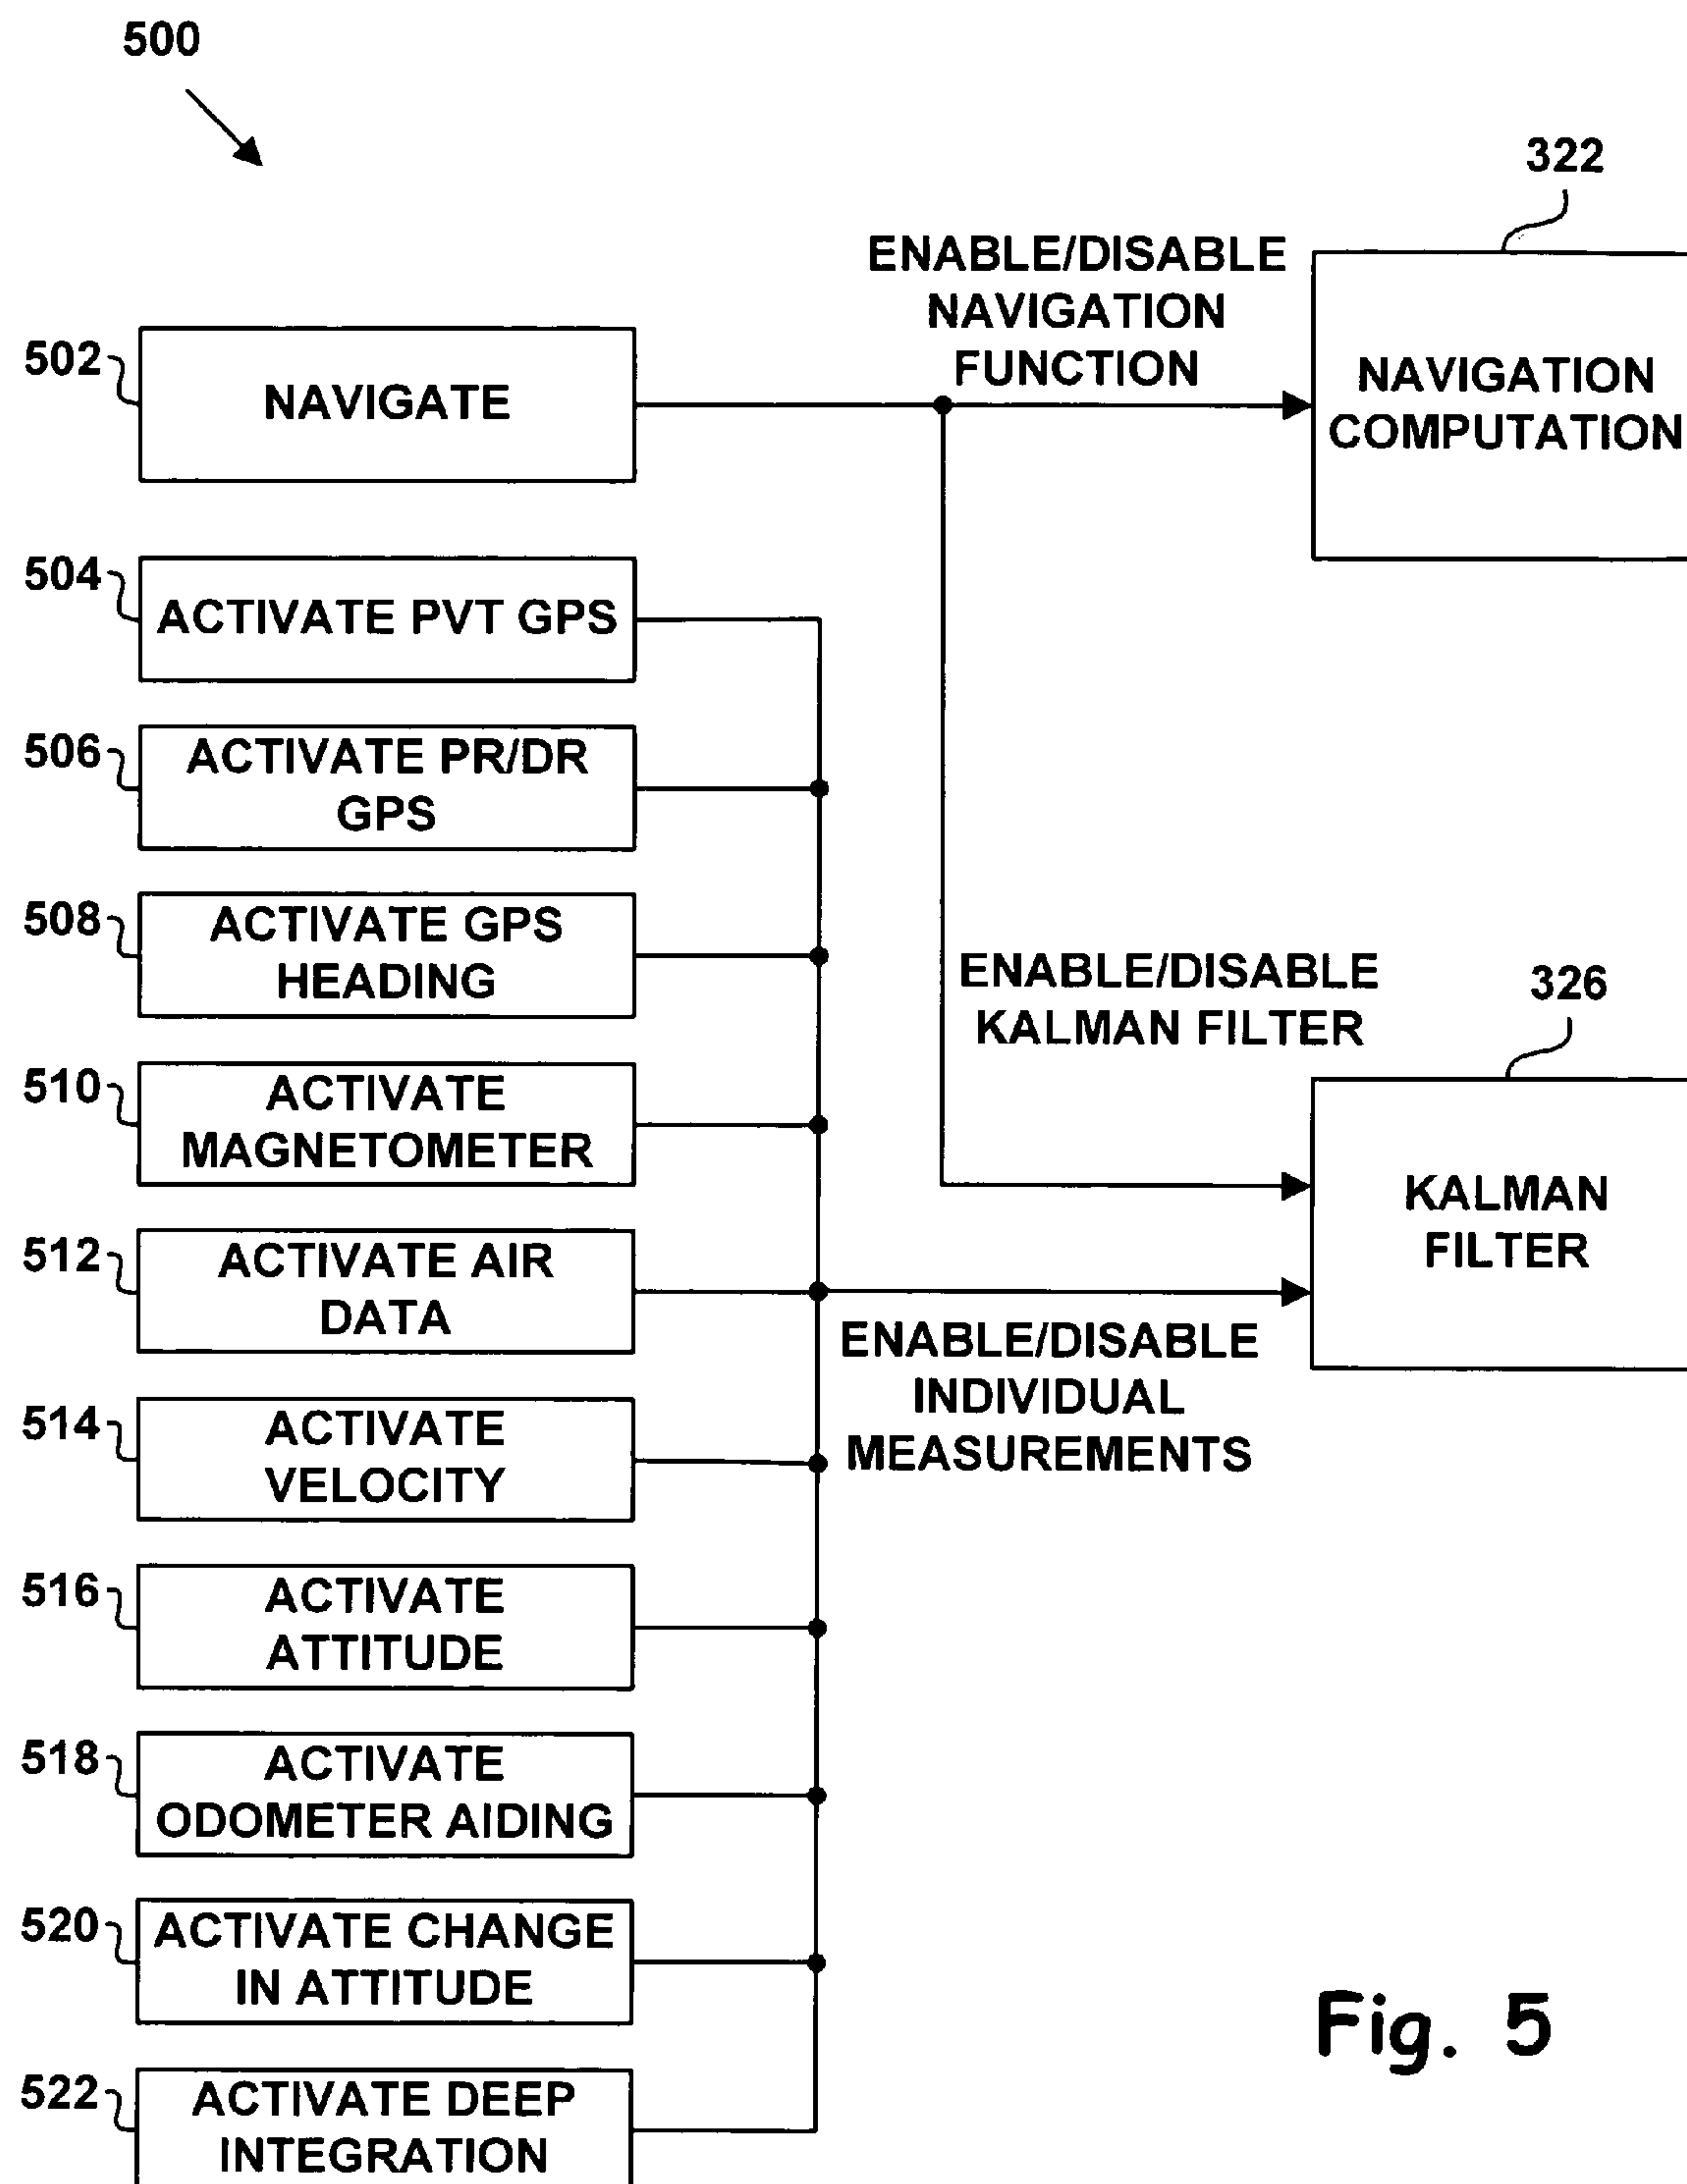 500
322
ENABLE/DISABLE
NAVIGATION
FUNCTION
502
NAVIGATE
NAVIGATION
COMPUTATION
504
ACTIVATE PVT GPS
506
ACTIVATE PR/DR
GPS
508
ACTIVATE GPS
HEADING
ENABLE/DISABLE
KALMAN FILTER
326
510
ACTIVATE
MAGNETOMETER
KALMAN
FILTER
512
ACTIVATE AIR
DATA
ENABLE/DISABLE
INDIVIDUAL
MEASUREMENTS
514
ACTIVATE
VELOCITY
516
ACTIVATE
ATTITUDE
518
ACTIVATE
ODOMETER AIDING
520
ACTIVATE CHANGE
IN ATTITUDE
522
ACTIVATE DEEP
INTEGRATION
Fig. 5